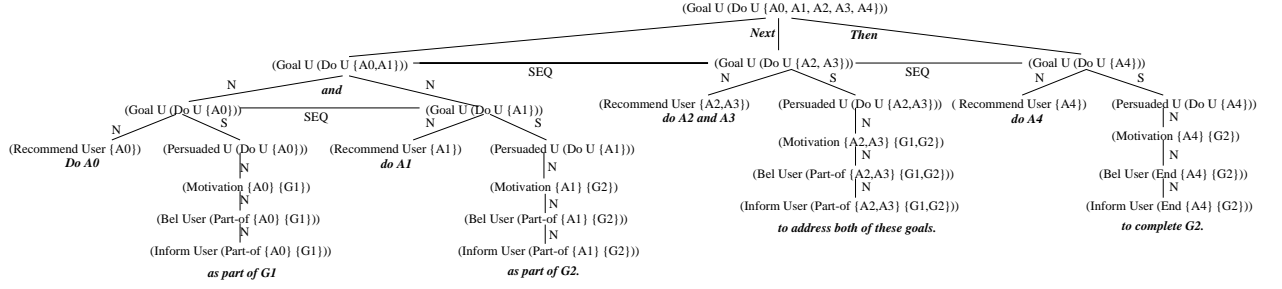 (Goal U (Do U {A0, A1, A2, A3, A4}))
Next Then
(Goal U (Do U {A0,A1})) SEQ (Goal U (Do U {A2, A3})) SEQ (Goal U (Do U {A4}))
N and N N S N S
(Goal U (Do U {A0})) SEQ (Goal U (Do U {A1})) (Recommend User {A2,A3}) (Persuaded U (Do U {A2,A3})) ( Recommend User {A4}) (Persuaded U (Do U {A4}))
do A2 and A3 do A4
N S N S N N
(Motivation {A2,A3} {G1,G2}) (Motivation {A4} {G2})
(Recommend User {A0}) (Persuaded U (Do U {A0})) (Recommend User {A1}) (Persuaded U (Do U {A1}))
Do A0 do A1
N N N N
(Bel User (Part-of {A2,A3} {G1,G2})) (Bel User (End {A4} {G2}))
(Motivation {A0} {G1}) (Motivation {A1} {G2})
N N N N
(Inform User (Part-of {A2,A3} {G1,G2})) (Inform User (End {A4} {G2}))
(Bel User (Part-of {A0} {G1})) (Bel User (Part-of {A1} {G2}))
to address both of these goals. to complete G2.
N N
(Inform User (Part-of {A0} {G1})) (Inform User (Part-of {A1} {G2}))
as part of G1 as part of G2.